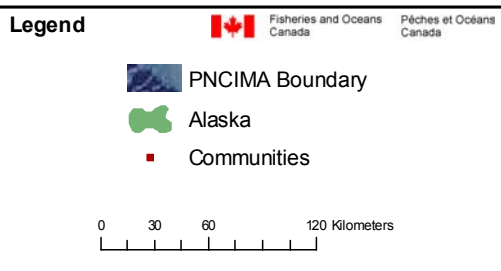 Legend
Fisheries and Oceans Pêches et Océans
Canada Canada
PNCIMA Boundary
Alaska
Communities
0 30 60 120 Kilometers